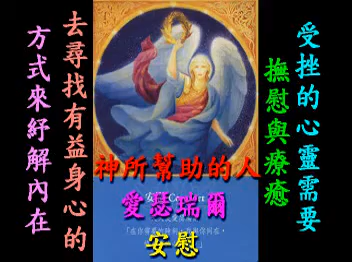 受挫的心靈需要
撫慰與療癒
去尋找有益身心的
方式來紓解內在
神所幫助的人
愛瑟瑞爾
安慰